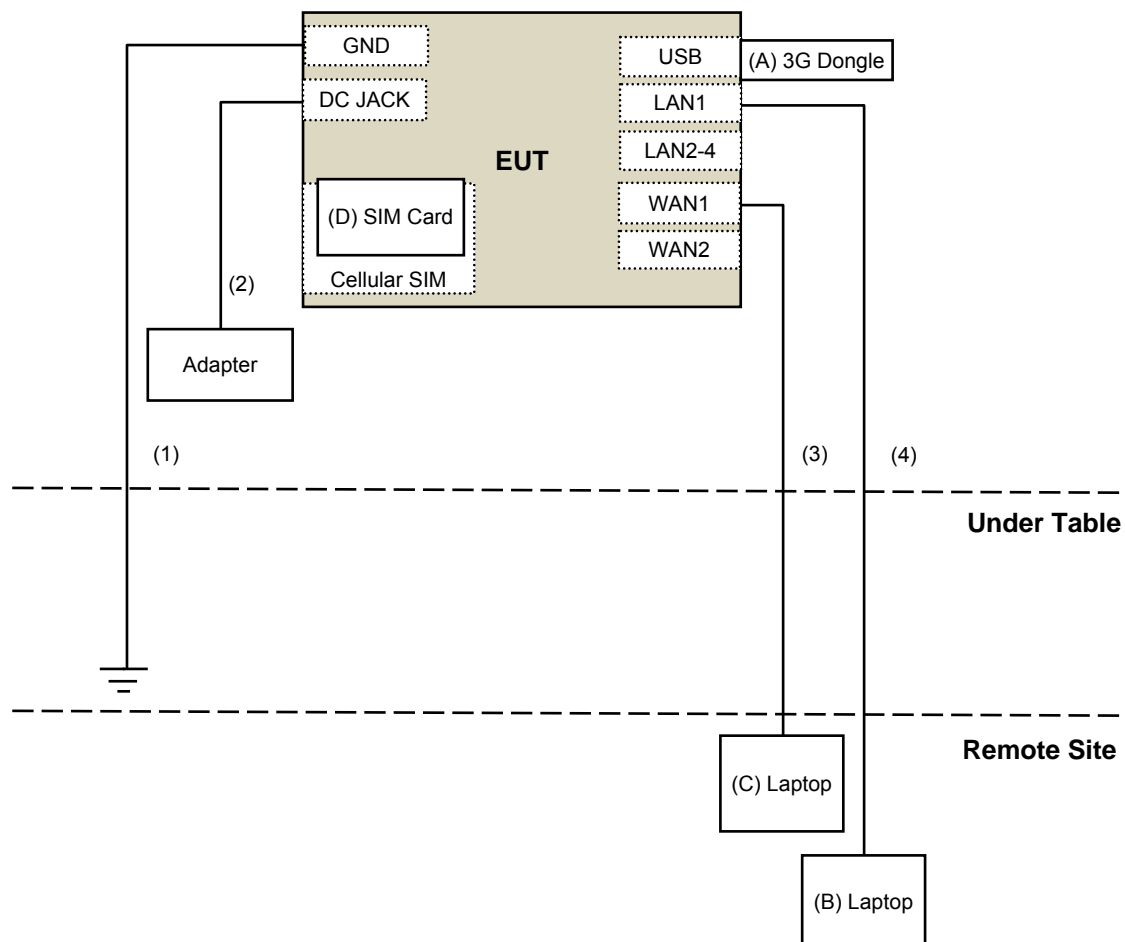 GND
USB
(A) 3G Dongle
DC JACK
LAN1
EUT
LAN2-4
(D) SIM Card
WAN1
WAN2
Cellular SIM
(2)
Adapter
(1)
(3)
(4)
Under Table
Remote Site
(C) Laptop
(B) Laptop